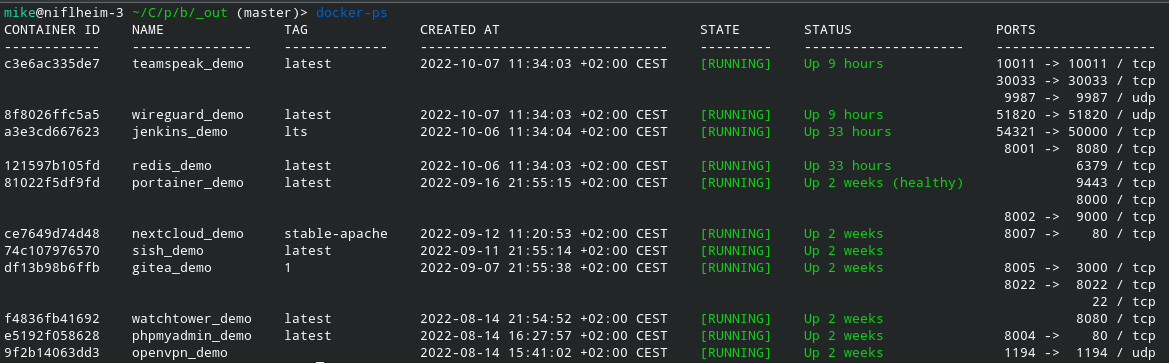 mike@niflheim-3 ~/C/p/b/_out (master)> docker-ps
CONTAINER ID    NAME             TAG              CREATED AT                         STATE        STATUS                  PORTS
------------    ---------------  -------------    -------------------------------    ---------    --------------------    --------------------
c3e6ac335de7    teamspeak_demo   latest           2022-10-07 11:34:03 +02:00 CEST    [RUNNING]    Up 9 hours              10011 -> 10011 / tcp
30033 -> 30033 / tcp
9987 ->  9987 / udp
8f8026ffc5a5    wireguard_demo   latest           2022-10-07 11:34:03 +02:00 CEST    [RUNNING]    Up 9 hours              51820 -> 51820 / udp
a3e3cd667623    jenkins_demo     lts              2022-10-06 11:34:04 +02:00 CEST    [RUNNING]    Up 33 hours             54321 -> 50000 / tcp
8001 ->  8080 / tcp
121597b105fd    redis_demo       latest           2022-10-06 11:34:03 +02:00 CEST    [RUNNING]    Up 33 hours             6379 / tcp
81022f5df9fd    portainer_demo   latest           2022-09-16 21:55:15 +02:00 CEST    [RUNNING]    Up 2 weeks (healthy)    9443 / tcp
8000 / tcp
8002 ->  9000 / tcp
ce7649d74d48    nextcloud_demo   stable-apache    2022-09-12 11:20:53 +02:00 CEST    [RUNNING]    Up 2 weeks              8007 ->    80 / tcp
74c107976570    sish_demo        latest           2022-09-11 21:55:14 +02:00 CEST    [RUNNING]    Up 2 weeks
df13b98b6ffb    gitea_demo       1                2022-09-07 21:55:38 +02:00 CEST    [RUNNING]    Up 2 weeks              8005 ->  3000 / tcp
8022 ->  8022 / tcp
22 / tcp
f4836fb41692    watchtower_demo  latest           2022-08-14 21:54:52 +02:00 CEST    [RUNNING]    Up 2 weeks              8080 / tcp
e5192f058628    phpmyadmin_demo  latest           2022-08-14 16:27:57 +02:00 CEST    [RUNNING]    Up 2 weeks              8004 ->    80 / tcp
9f2b14063dd3    openvpn_demo                      2022-08-14 15:41:02 +02:00 CEST    [RUNNING]    Up 2 weeks              1194 ->  1194 / udp